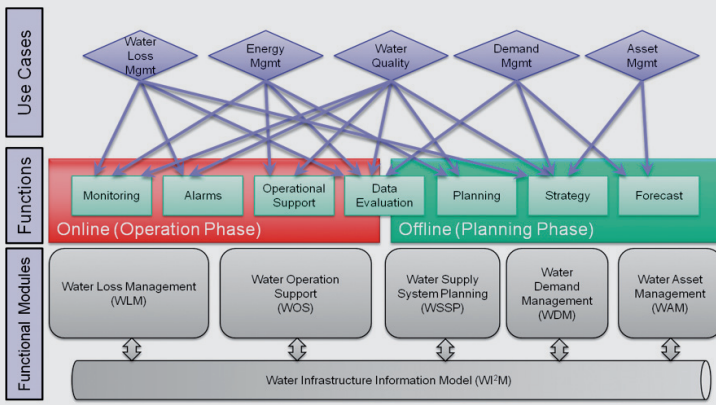 Use Cases
Water
Loss
Mgmt
Energy
Mgmt
Water
Quality
Demand
Mgmt
Asset
Mgmt
Functions
Monitoring
Alarms
Operational
Support
Data
Evaluation
Planning
Strategy
Forecast
Online (Operation Phase)
Offline (Planning Phase)
Functional Modules
Water Loss Management
(WLM)
Water Operation
Support
(WOS)
Water Supply
System Planning
(WSSP)
Water
Demand
Management
(WDM)
Water Asset
Management
(WAM)
Water Infrastructure Information Model (WI²M)